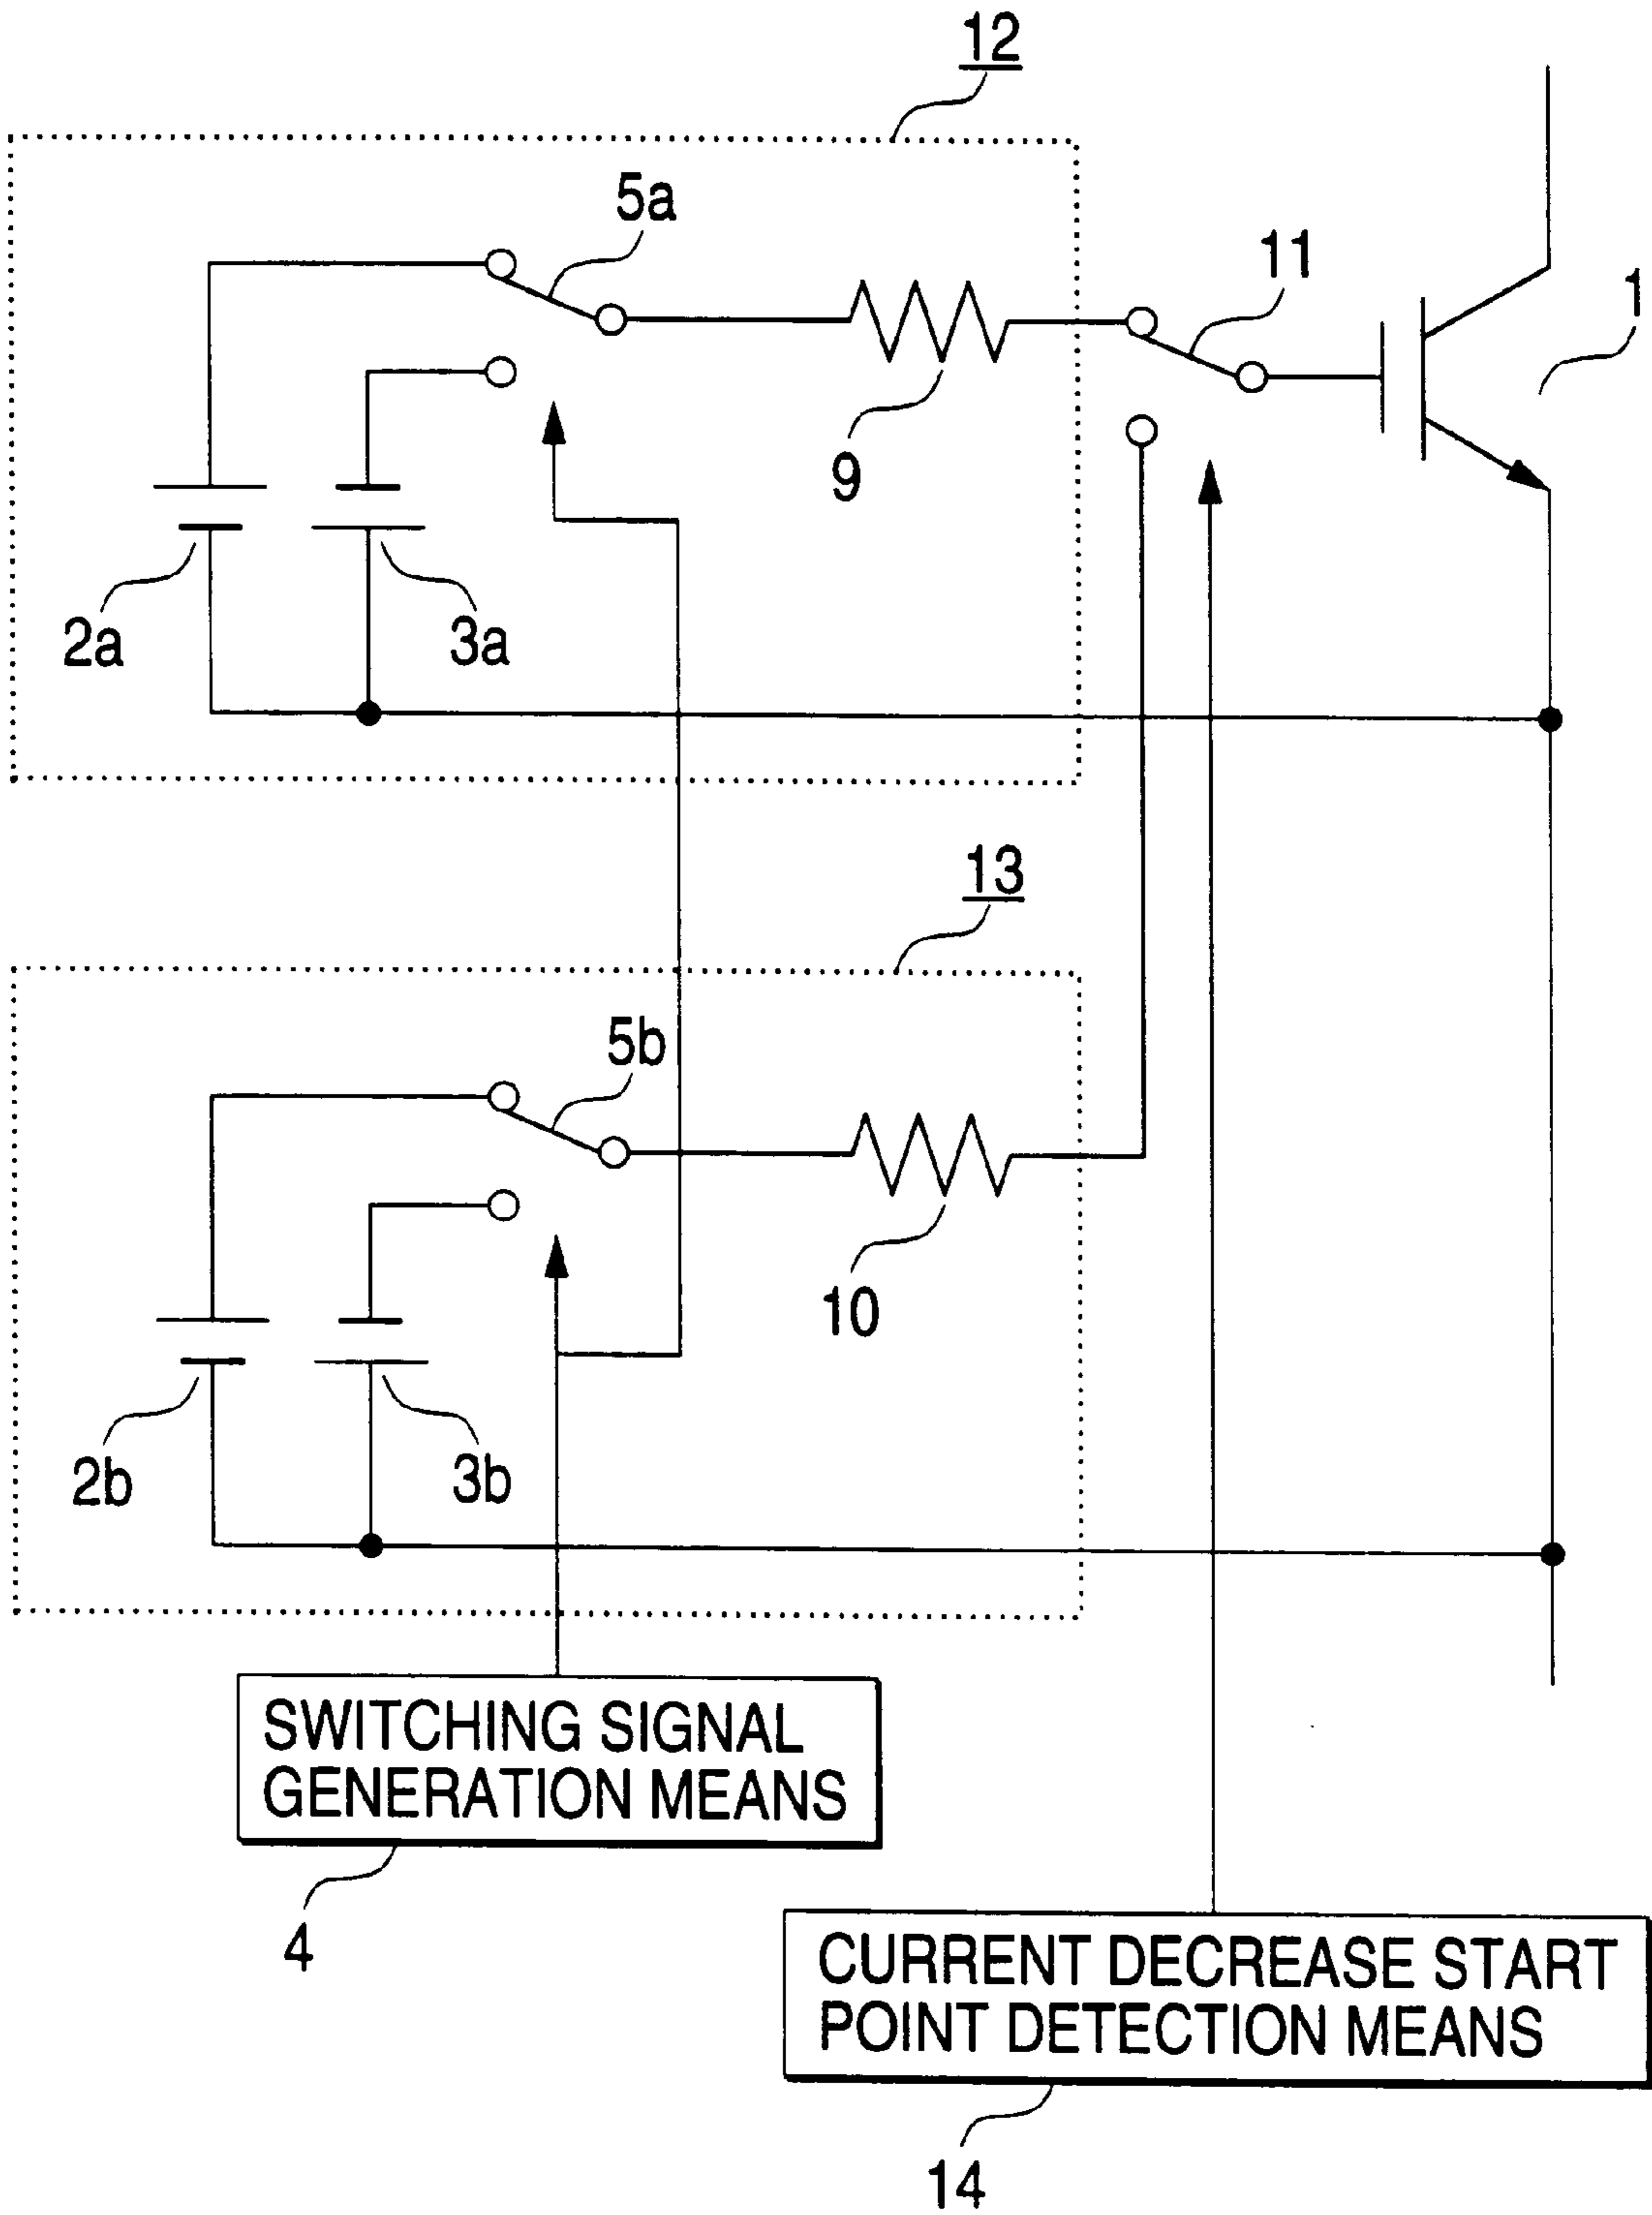 12
5a
11
1
9
2a
3a
13
5b
10
2b
3b
SWITCHING SIGNAL
GENERATION MEANS
4
CURRENT DECREASE START
POINT DETECTION MEANS
14